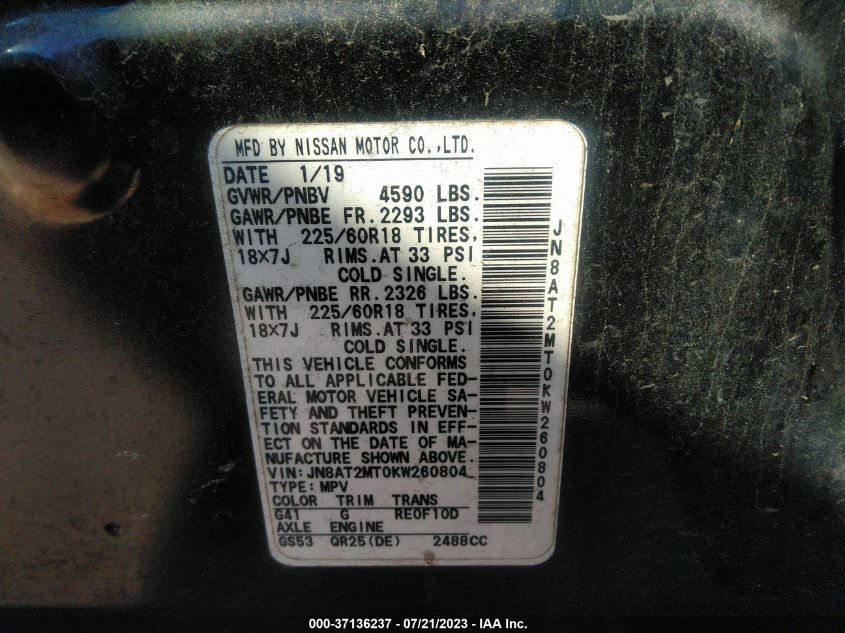 MFD BY NISSAN MOTOR CO.,LTD.
DATE 1/19
GVWR/PNBV 4590 LBS.
GAWR/PNBE FR. 2293 LBS.
WITH 225/60R18 TIRES,
18×7J RIMS.AT 33 PSI
COLD SINGLE.
GAWR/PNBE RR. 2326 LBS.
WITH 225/60R18 TIRES,
18×7J RIMS.AT 33 PSI
COLD SINGLE.
THIS VEHICLE CONFORMS
TO ALL APPLICABLE FED-
ERAL MOTOR VEHICLE SA-
FETY AND THEFT PREVEN-
TION STANDARDS IN EFF-
ECT ON THE DATE OF MA-
NUFACTURE SHOWN ABOVE.
VIN:JN8AT2MT0KW260804
TYPE:MPV
COLOR TRIM TRANS
G41 G RE0F10D
AXLE ENGINE
GS53 QR25(DE) 2488CC
JN8AT2MT0KW260804
000-37136237 - 07/21/2023 - IAA Inc.